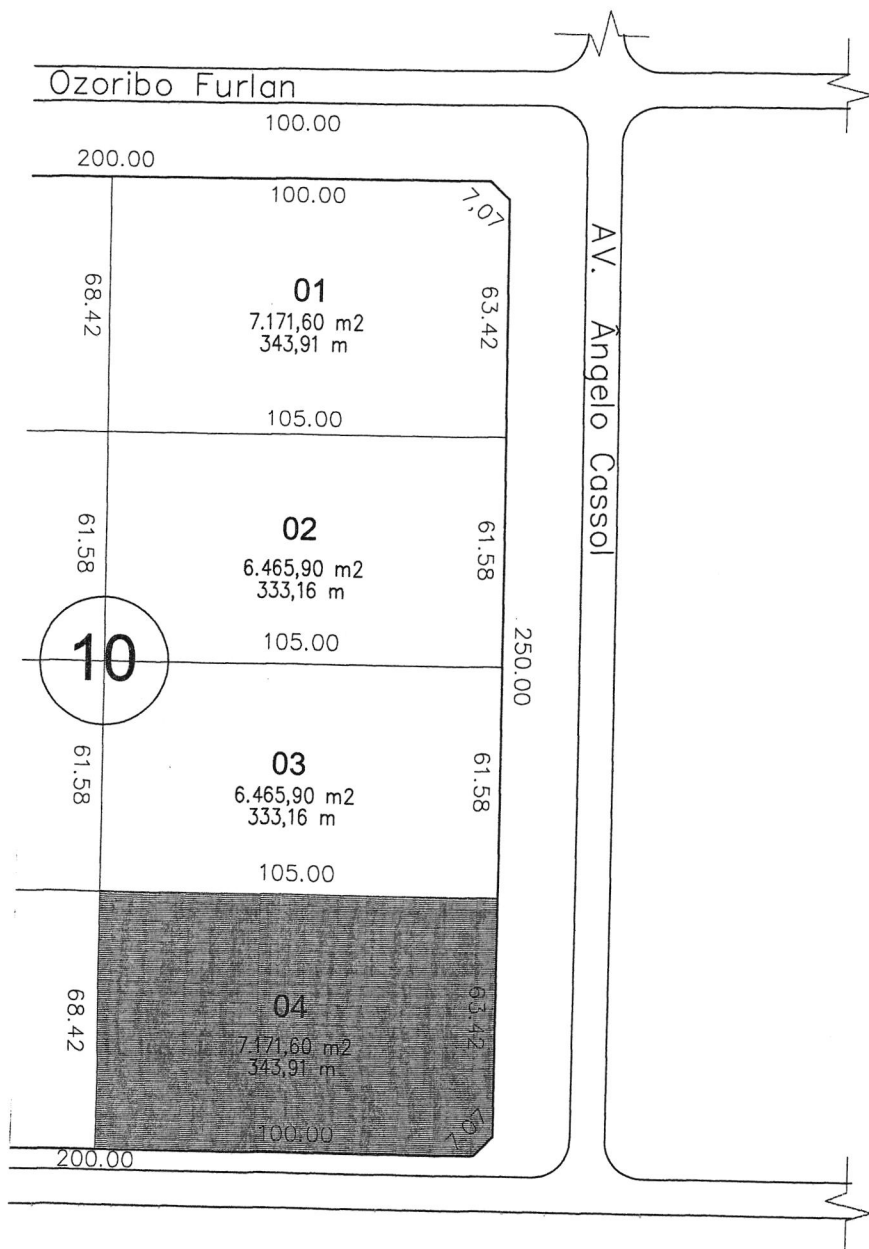 Ozoribo Furlan
100.00
200.00
100.00
7,07
AV. Ângelo Cassol
68.42
01
7.171,60 m2
343,91 m
63.42
105.00
61.58
02
6.465,90 m2
333,16 m
61.58
105.00
10
250.00
61.58
03
6.465,90 m2
333,16 m
61.58
105.00
68.42
04
7.171,60 m2
343,91 m
63.42
100.00
7,07
200.00